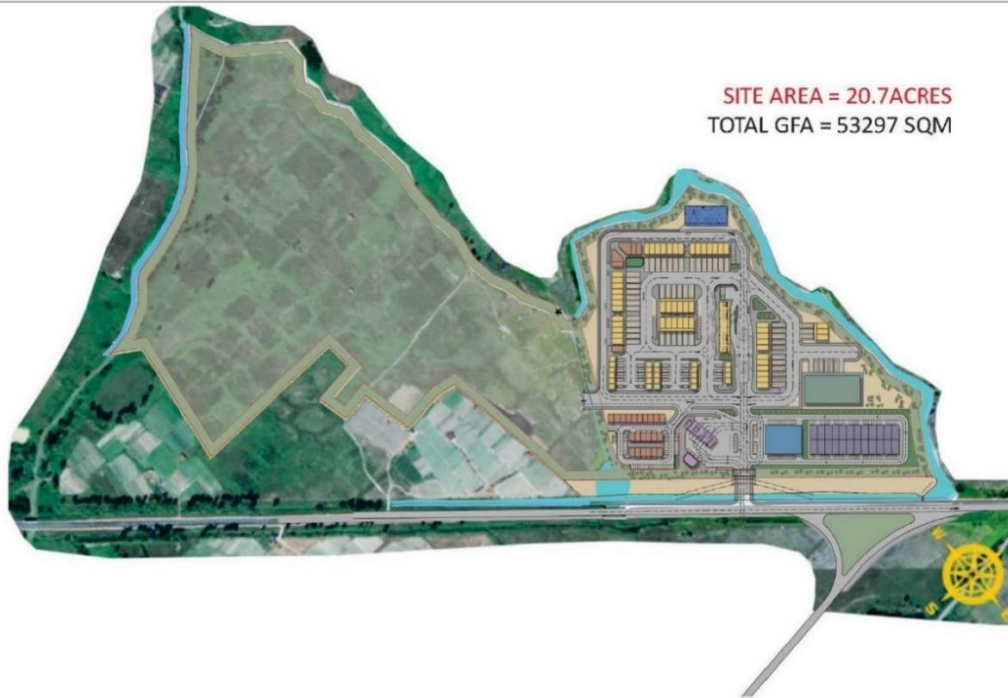 SITE AREA = 20.7ACRES
TOTAL GFA = 53297 SQM
N
S